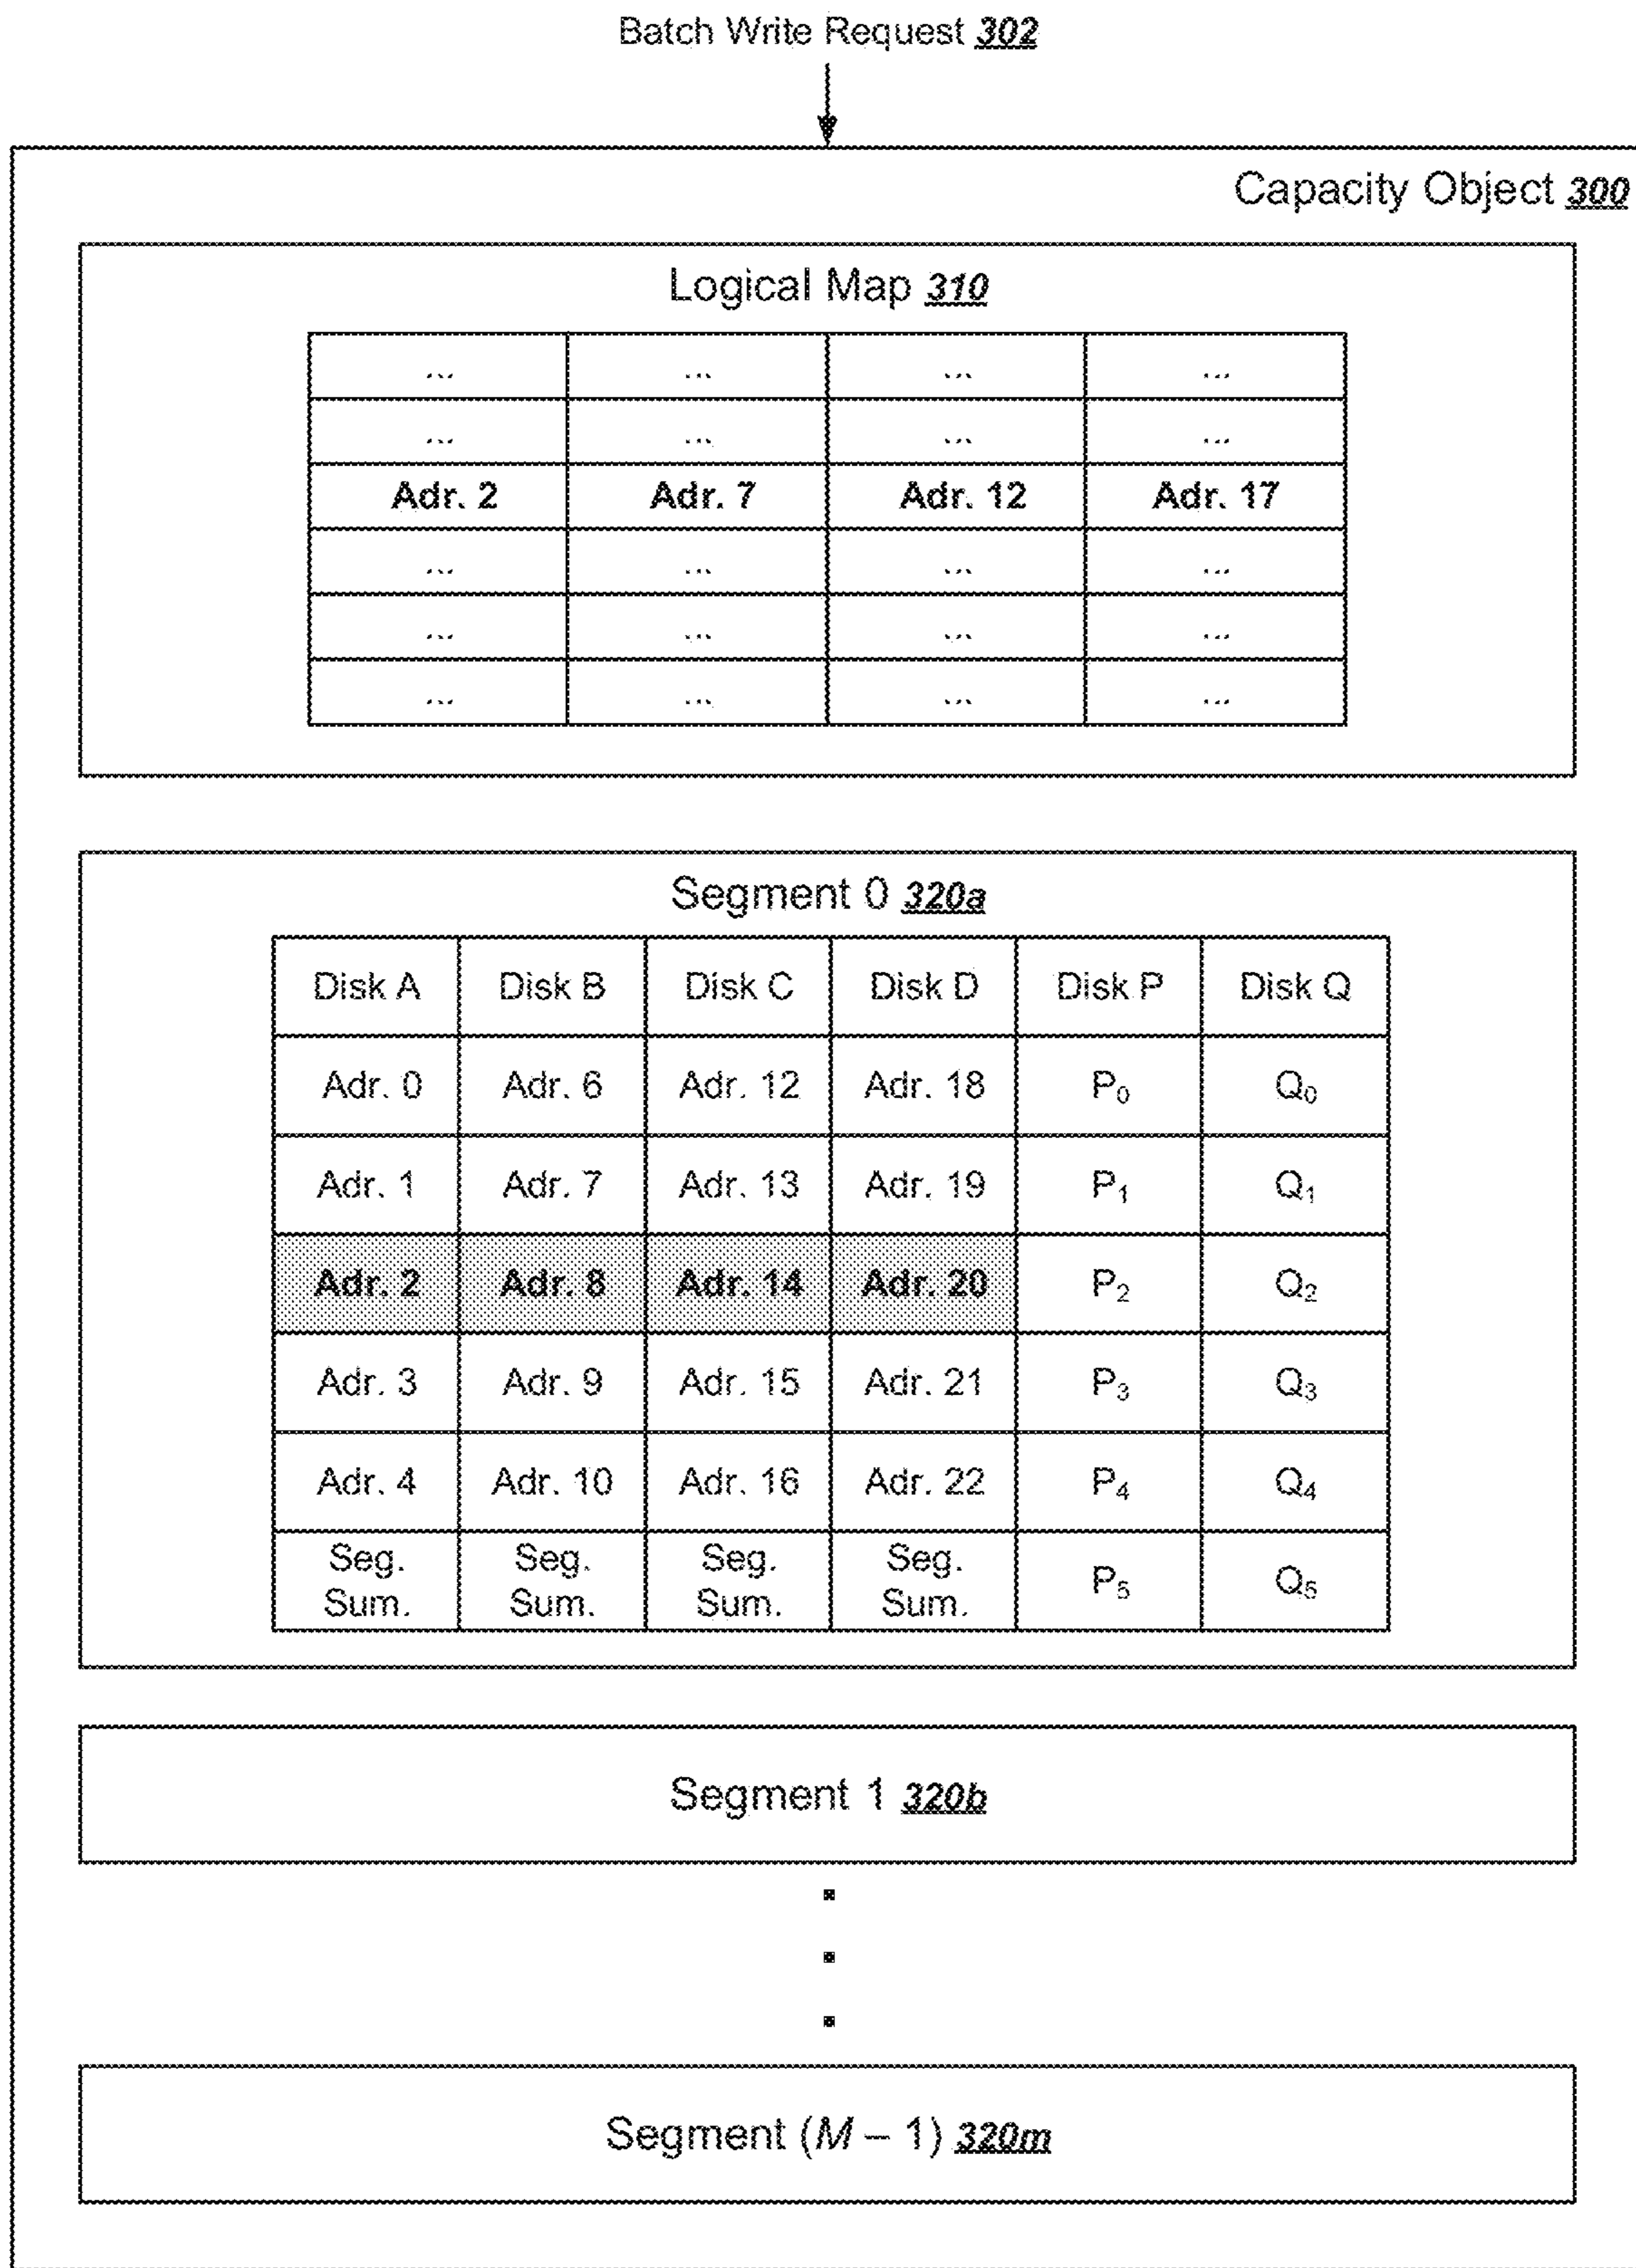 Batch Write Request 302
Capacity Object 300
Logical Map 310
... ... ... ...
... ... ... ...
Adr. 2 Adr. 7 Adr. 12 Adr. 17
... ... ... ...
... ... ... ...
... ... ... ...
Segment 0 320a
Disk A Disk B Disk C Disk D Disk P Disk Q
Adr. 0 Adr. 6 Adr. 12 Adr. 18 P₀ Q₀
Adr. 1 Adr. 7 Adr. 13 Adr. 19 P₁ Q₁
Adr. 2 Adr. 8 Adr. 14 Adr. 20 P₂ Q₂
Adr. 3 Adr. 9 Adr. 15 Adr. 21 P₃ Q₃
Adr. 4 Adr. 10 Adr. 16 Adr. 22 P₄ Q₄
Seg. Seg. Seg. Seg.
Sum. Sum. Sum. Sum. P₅ Q₅
Segment 1 320b
Segment (M – 1) 320m